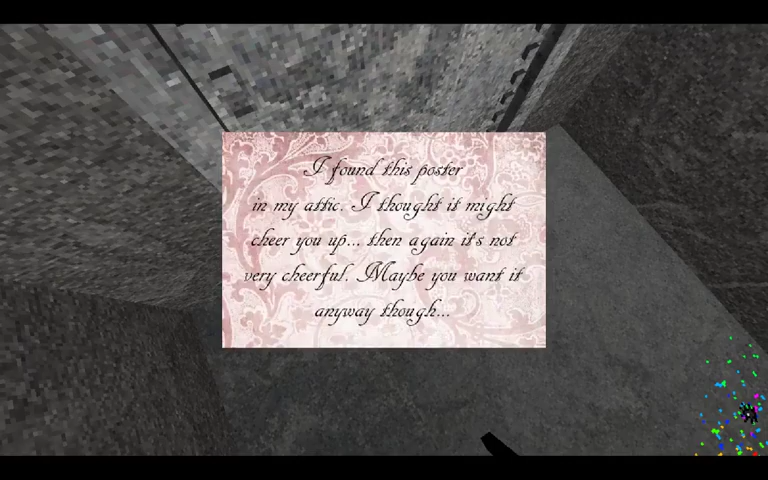 I found this poster
in my attic. I thought it might
cheer you up... then again it's not
very cheerful. Maybe you want it
anyway though...